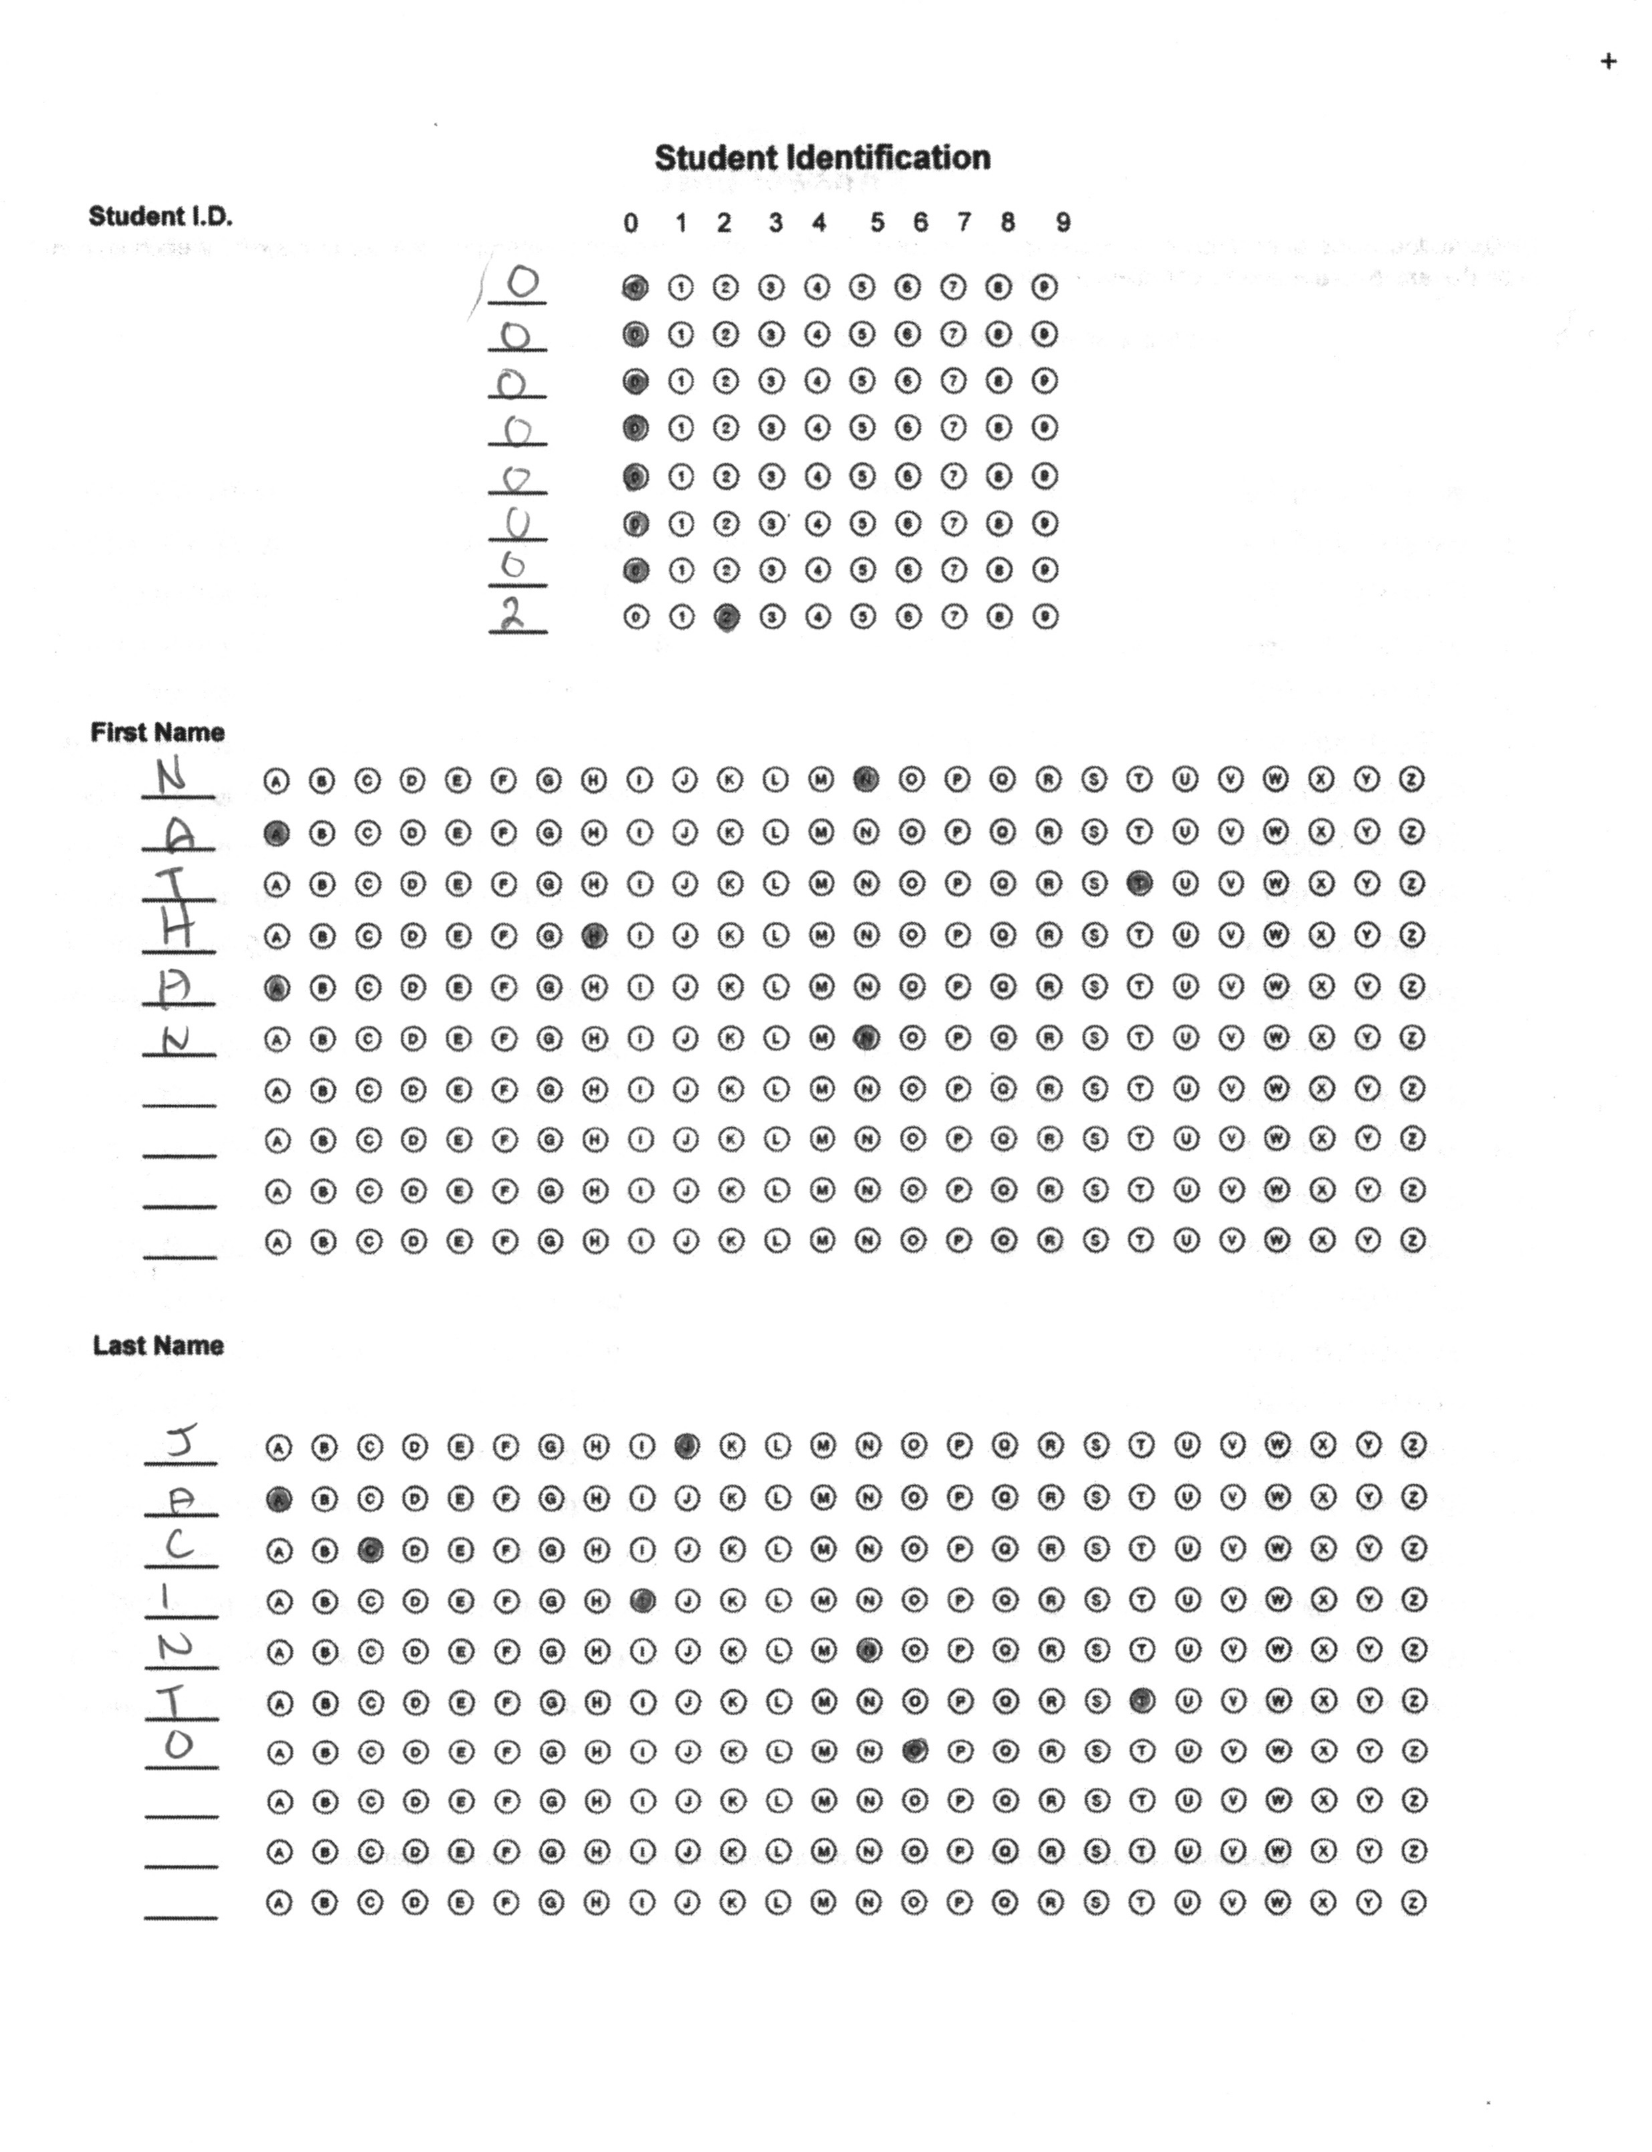 +
Student Identification
Student I.D. 0 1 2 3 4 5 6 7 8 9
0 0 1 2 3 4 5 6 7 8 9
0 0 1 2 3 4 5 6 7 8 9
0 0 1 2 3 4 5 6 7 8 9
0 0 1 2 3 4 5 6 7 8 9
0 0 1 2 3 4 5 6 7 8 9
0 0 1 2 3 4 5 6 7 8 9
0 0 1 2 3 4 5 6 7 8 9
2 0 1 2 3 4 5 6 7 8 9
First Name
N A B C D E F G H I J K L M N O P Q R S T U V W X Y Z
A A B C D E F G H I J K L M N O P Q R S T U V W X Y Z
T A B C D E F G H I J K L M N O P Q R S T U V W X Y Z
H A B C D E F G H I J K L M N O P Q R S T U V W X Y Z
A A B C D E F G H I J K L M N O P Q R S T U V W X Y Z
N A B C D E F G H I J K L M N O P Q R S T U V W X Y Z
A B C D E F G H I J K L M N O P Q R S T U V W X Y Z
A B C D E F G H I J K L M N O P Q R S T U V W X Y Z
A B C D E F G H I J K L M N O P Q R S T U V W X Y Z
A B C D E F G H I J K L M N O P Q R S T U V W X Y Z
Last Name
J A B C D E F G H I J K L M N O P Q R S T U V W X Y Z
A A B C D E F G H I J K L M N O P Q R S T U V W X Y Z
C A B C D E F G H I J K L M N O P Q R S T U V W X Y Z
I A B C D E F G H I J K L M N O P Q R S T U V W X Y Z
N A B C D E F G H I J K L M N O P Q R S T U V W X Y Z
T A B C D E F G H I J K L M N O P Q R S T U V W X Y Z
O A B C D E F G H I J K L M N O P Q R S T U V W X Y Z
A B C D E F G H I J K L M N O P Q R S T U V W X Y Z
A B C D E F G H I J K L M N O P Q R S T U V W X Y Z
A B C D E F G H I J K L M N O P Q R S T U V W X Y Z